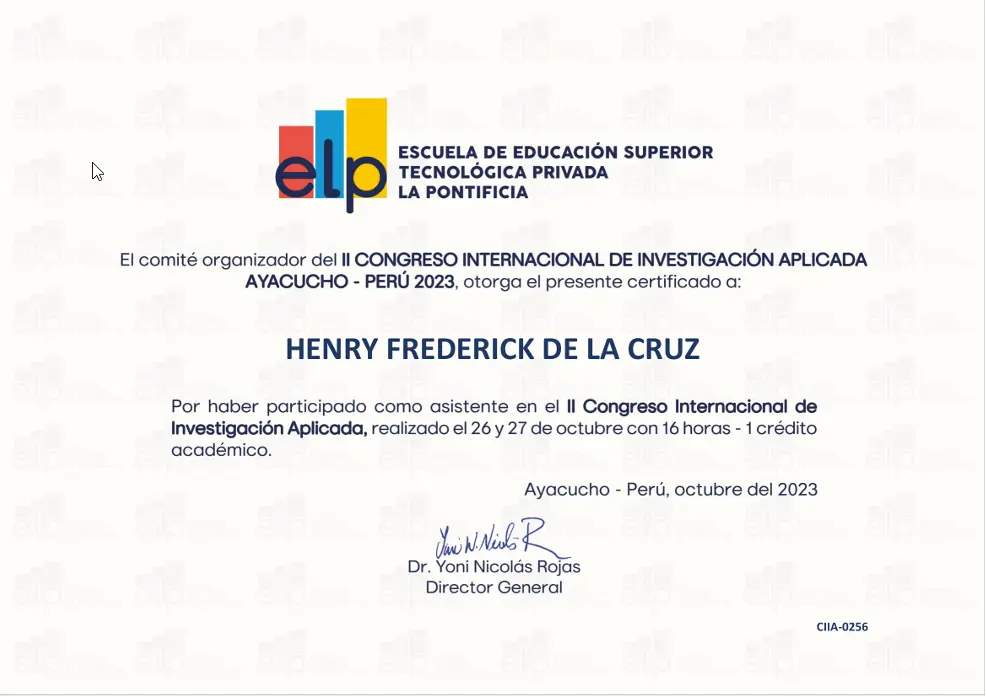 elp
ESCUELA DE EDUCACIÓN SUPERIOR
TECNOLÓGICA PRIVADA
LA PONTIFICIA
El comité organizador del II CONGRESO INTERNACIONAL DE INVESTIGACIÓN APLICADA
AYACUCHO - PERÚ 2023, otorga el presente certificado a:
HENRY FREDERICK DE LA CRUZ
Por haber participado como asistente en el II Congreso Internacional de
Investigación Aplicada, realizado el 26 y 27 de octubre con 16 horas - 1 crédito
académico.
Ayacucho - Perú, octubre del 2023
Dr. Yoni Nicolás Rojas
Director General
CIIA-0256